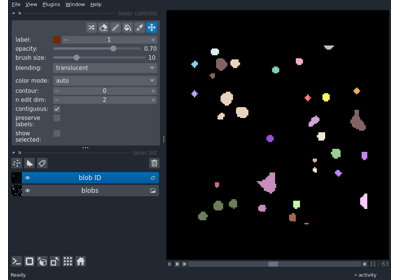 File View Plugins Window Help
layer controls
label: 1
opacity: 0.70
brush size: 10
blending: translucent
color mode: auto
contour: 0
n edit dim: 2
contiguous:
preserve
labels:
show
selected:
layer list
blob ID
blobs
31 63
Ready
activity